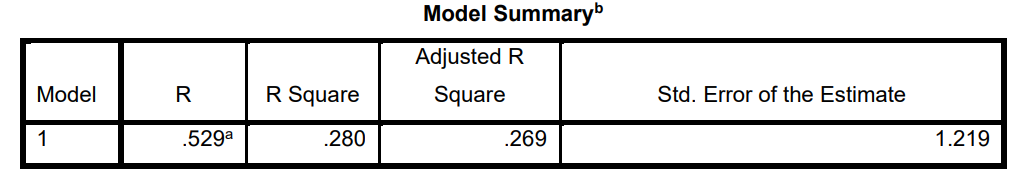 Model Summaryb
Model R R Square Adjusted R Square Std. Error of the Estimate
1 .529a .280 .269 1.219